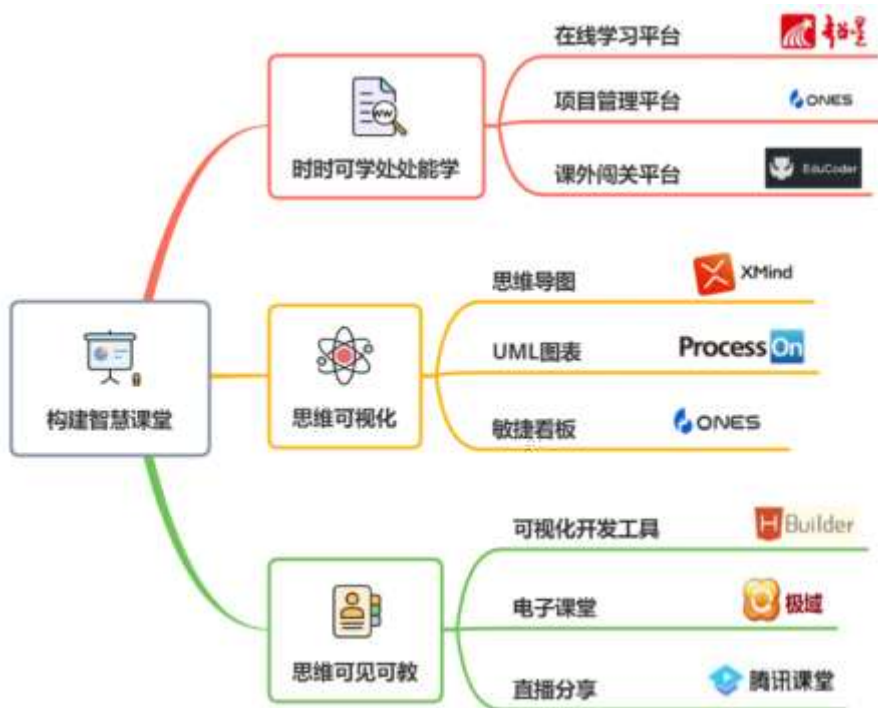 在线学习平台
项目管理平台 ONES
课外闯关平台 EduCoder
时时可学处处能学
思维导图 XMind
UML图表 ProcessOn
敏捷看板 ONES
思维可视化
构建智慧课堂
可视化开发工具 HBuilder
电子课堂 极域
直播分享 腾讯课堂
思维可见可教